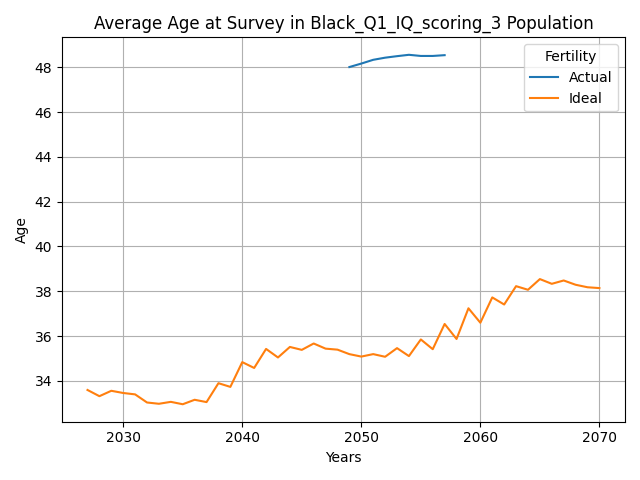 Average Age at Survey in Black_Q1_IQ_scoring_3 Population
Fertility
Actual
Ideal
48
46
44
42
40
38
36
34
Age
2030 2040 2050 2060 2070
Years